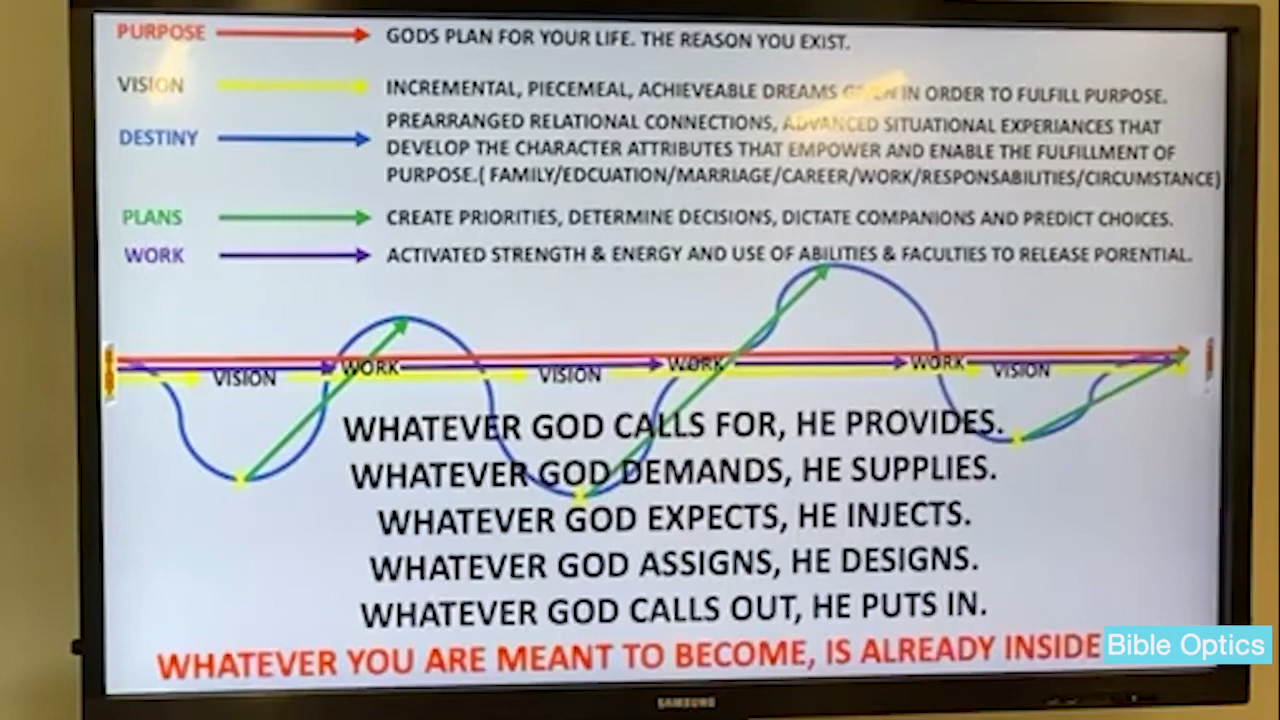 PURPOSE GODS PLAN FOR YOUR LIFE. THE REASON YOU EXIST.
VISION INCREMENTAL, PIECEMEAL, ACHIEVEABLE DREAMS IN ORDER TO FULFILL PURPOSE.
DESTINY PREARRANGED RELATIONAL CONNECTIONS, ADVANCED SITUATIONAL EXPERIANCES THAT
DEVELOP THE CHARACTER ATTRIBUTES THAT EMPOWER AND ENABLE THE FULFILLMENT OF
PURPOSE.( FAMILY/EDCUATION/MARRIAGE/CAREER/WORK/RESPONSABILITIES/CIRCUMSTANCE)
PLANS CREATE PRIORITIES, DETERMINE DECISIONS, DICTATE COMPANIONS AND PREDICT CHOICES.
WORK ACTIVATED STRENGTH & ENERGY AND USE OF ABILITIES & FACULTIES TO RELEASE PORENTIAL.
VISION WORK VISION WORK WORK VISION
WHATEVER GOD CALLS FOR, HE PROVIDES.
WHATEVER GOD DEMANDS, HE SUPPLIES.
WHATEVER GOD EXPECTS, HE INJECTS.
WHATEVER GOD ASSIGNS, HE DESIGNS.
WHATEVER GOD CALLS OUT, HE PUTS IN.
WHATEVER YOU ARE MEANT TO BECOME, IS ALREADY INSIDE
Bible Optics
SAMSUNG